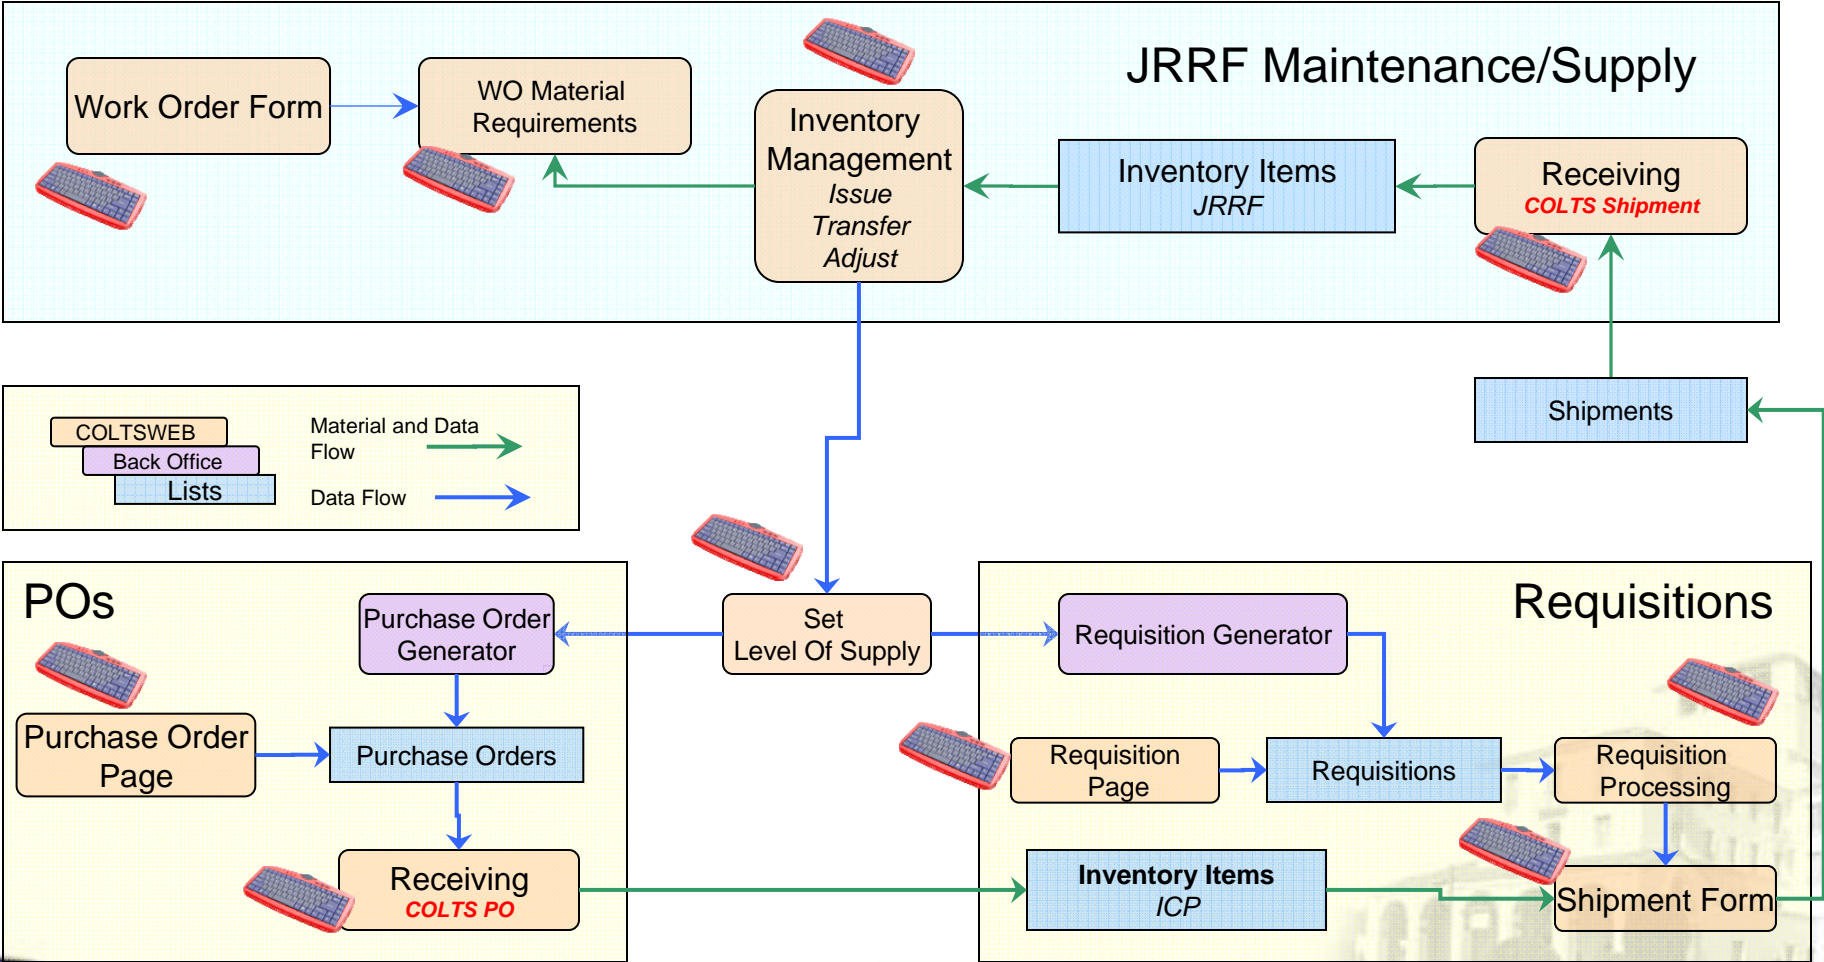 JRRF Maintenance/Supply
Work Order Form
WO Material
Requirements
Inventory
Management
Issue
Transfer
Adjust
Inventory Items
JRRF
Receiving
COLTS Shipment
Shipments
COLTSWEB
Back Office
Lists
Material and Data
Flow
Data Flow
POs
Purchase Order
Generator
Purchase Order
Page
Purchase Orders
Receiving
COLTS PO
Set
Level Of Supply
Requisitions
Requisition Generator
Requisition
Page
Requisitions
Requisition
Processing
Inventory Items
ICP
Shipment Form